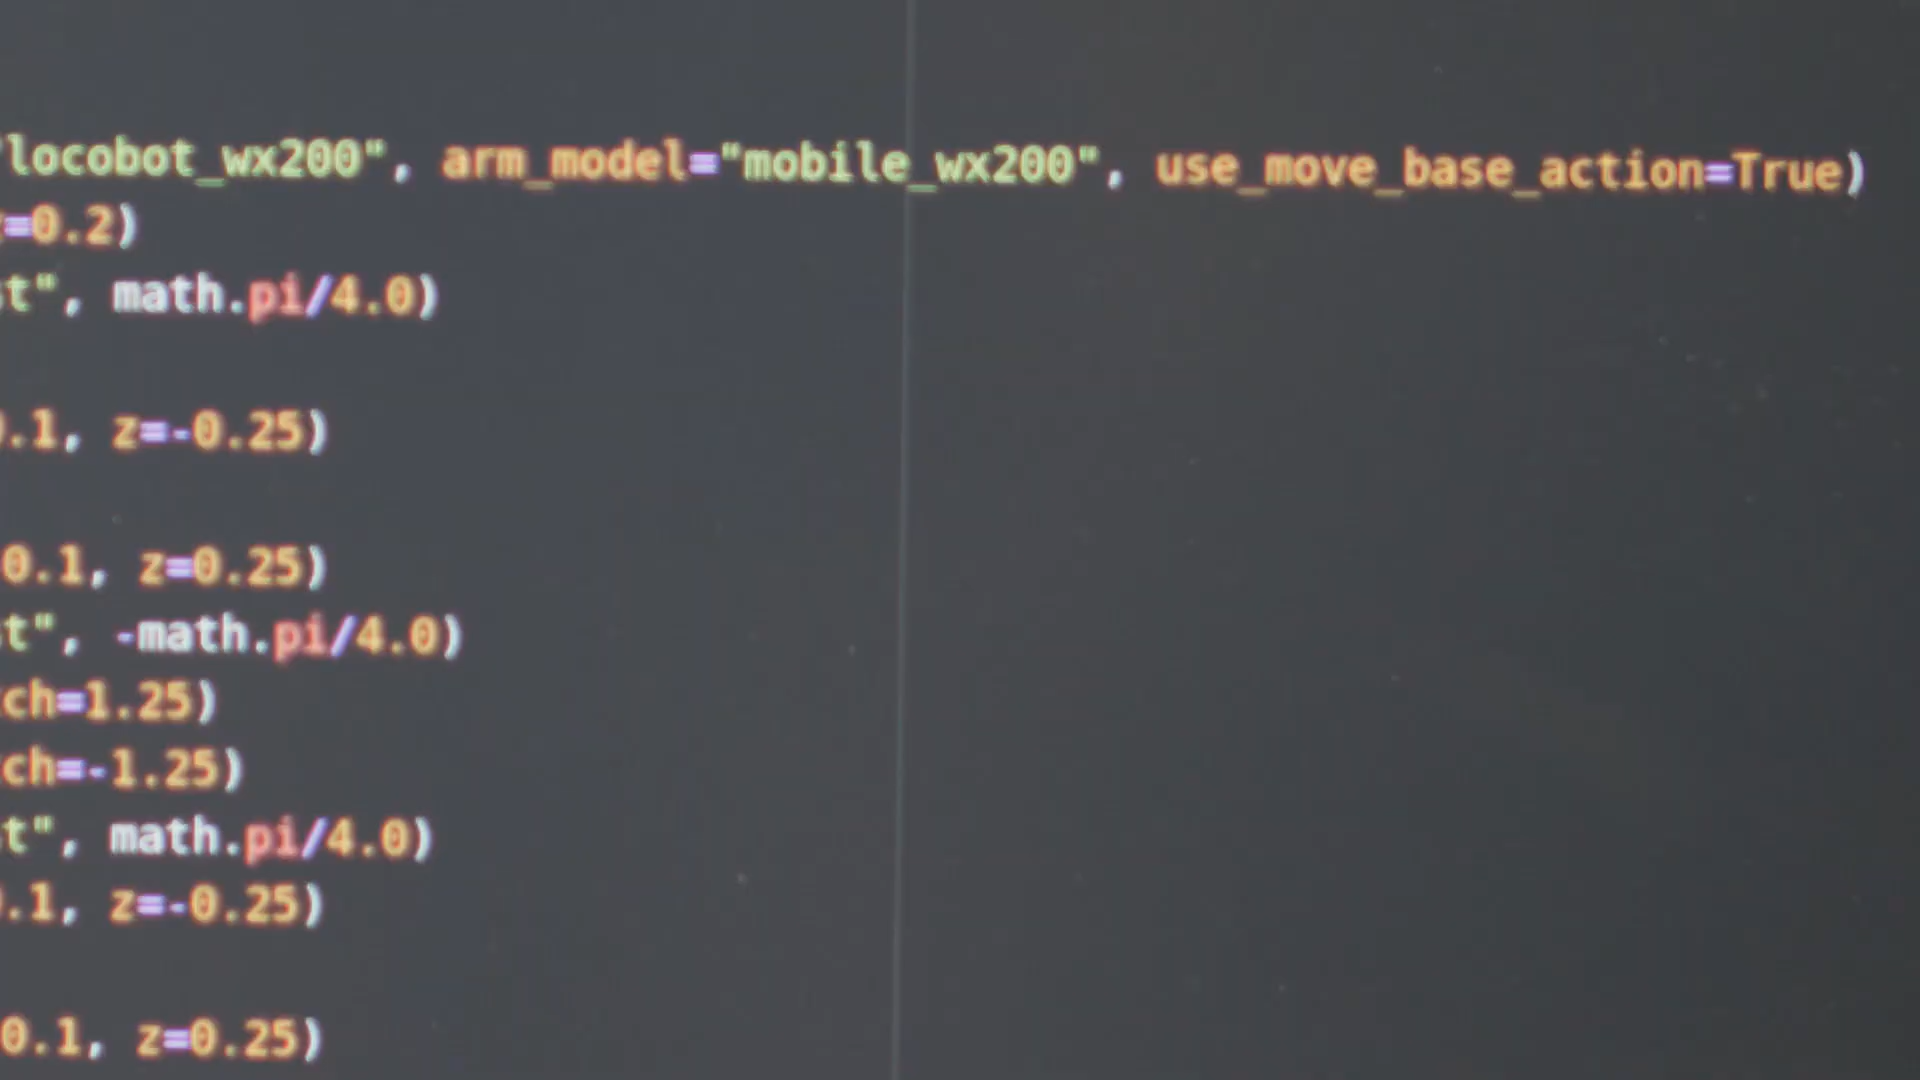 locobot_wx200", arm_model="mobile_wx200", use_move_base_action=True)
=0.2)
t", math.pi/4.0)
.1, z=-0.25)
0.1, z=0.25)
t", -math.pi/4.0)
ch=1.25)
ch=-1.25)
t", math.pi/4.0)
.1, z=-0.25)
0.1, z=0.25)